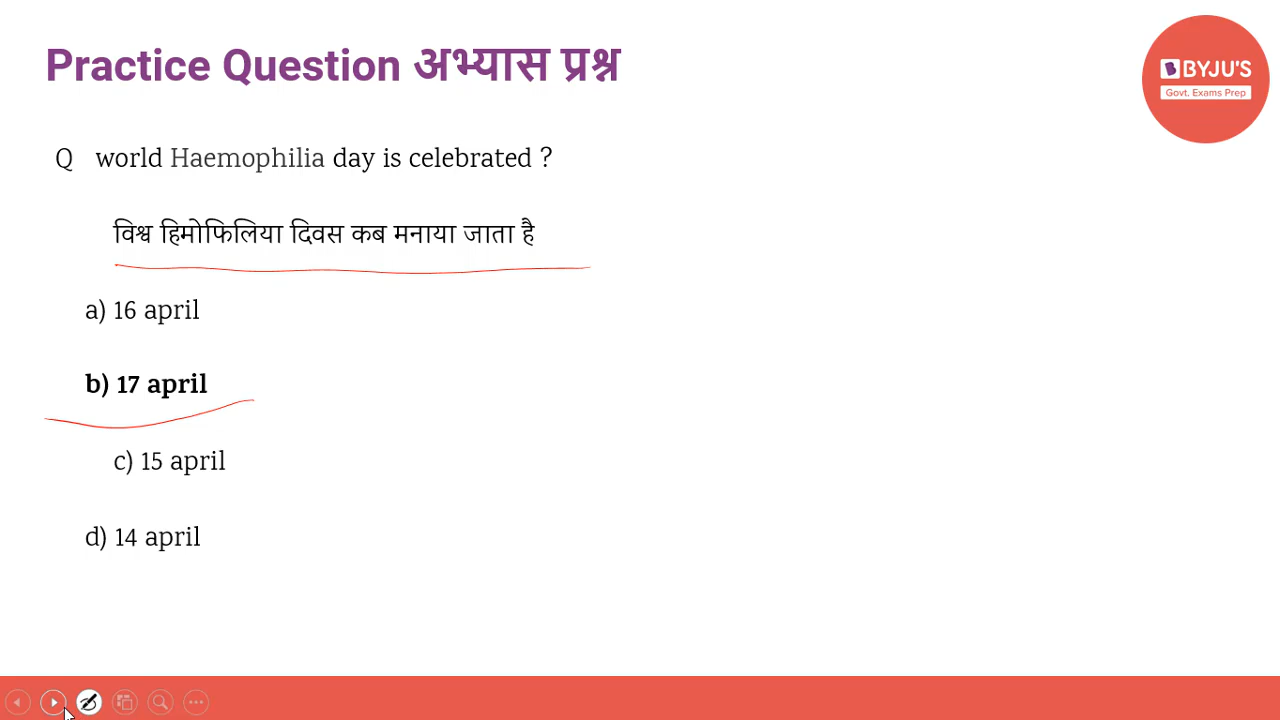 Practice Question अभ्यास प्रश्न
BYJU'S
Govt. Exams Prep
Q world Haemophilia day is celebrated ?
विश्व हिमोफिलिया दिवस कब मनाया जाता है
a) 16 april
b) 17 april
c) 15 april
d) 14 april